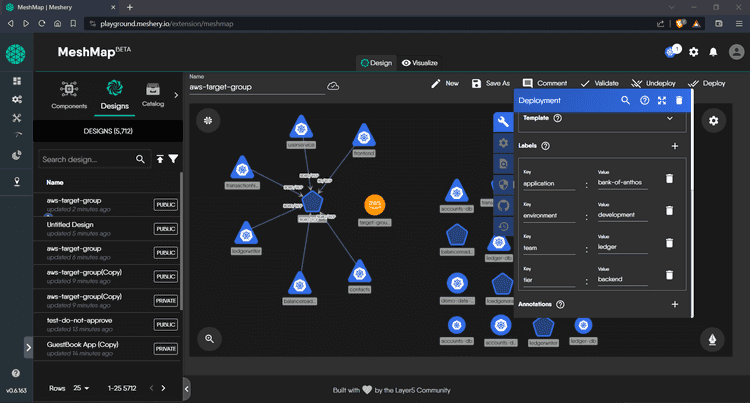 MeshMap | Meshery
playground.meshery.io/extension/meshmap
MeshMap BETA
1
Design
Visualize
Components
Designs
Catalog
Name
aws-target-group
New
Save As
Comment
Validate
Undeploy
Deploy
DESIGNS (5,712)
Search design...
Name
aws-target-group
Updated 2 minutes ago
PUBLIC
Untitled Design
Updated 5 minutes ago
PUBLIC
aws-target-group
Updated 6 minutes ago
PUBLIC
aws-target-group(Copy)
Updated 9 minutes ago
PUBLIC
aws-target-group(Copy)
Updated 9 minutes ago
PRIVATE
test-do-not-approve
Updated 13 minutes ago
PUBLIC
GuestBook App (Copy)
Updated 14 minutes ago
PRIVATE
Rows 25 1-25 5712
v0.6.163
userservice
frontend
transactionhi...
aws
target-grou...
ledgerwriter
contacts
balanceread...
accounts-db
tran
balanceread...
ledger-db
demo-data-...
loadgenera
accounts-db
accounts-d...
ledgerwriter
ledger-db
Deployment
Template
Labels
Key
application
:
Value
bank-of-anthos
Key
environment
:
Value
development
Key
team
:
Value
ledger
Key
tier
:
Value
backend
Annotations
Built with by the Layer5 Community